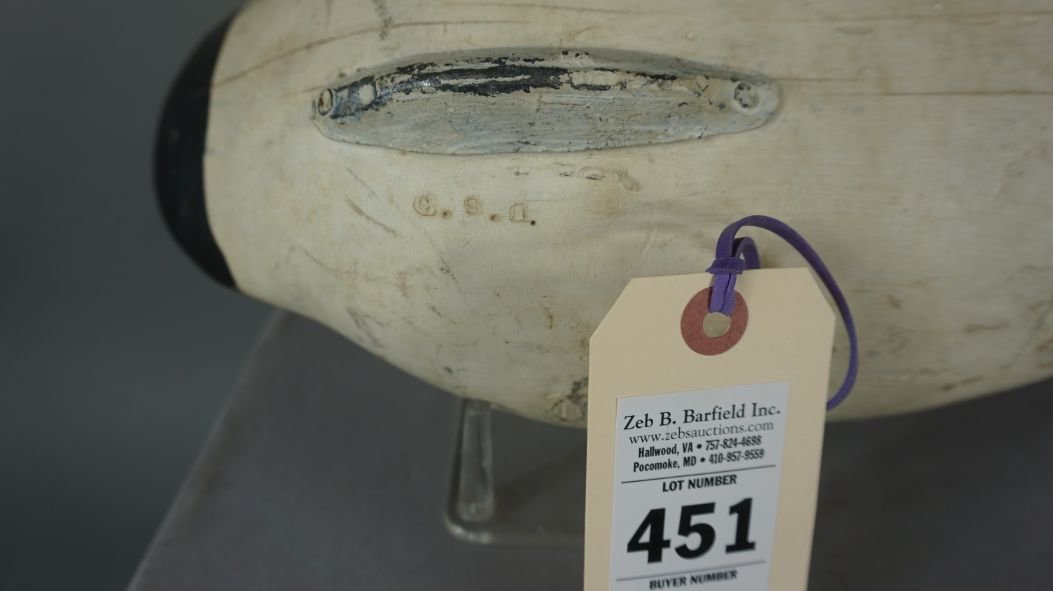 G.S.D.
Zeb B. Barfield Inc.
www.zebsauctions.com
Hallwood, VA • 757-824-4698
Pocomoke, MD • 410-957-9559
LOT NUMBER
451
BUYER NUMBER